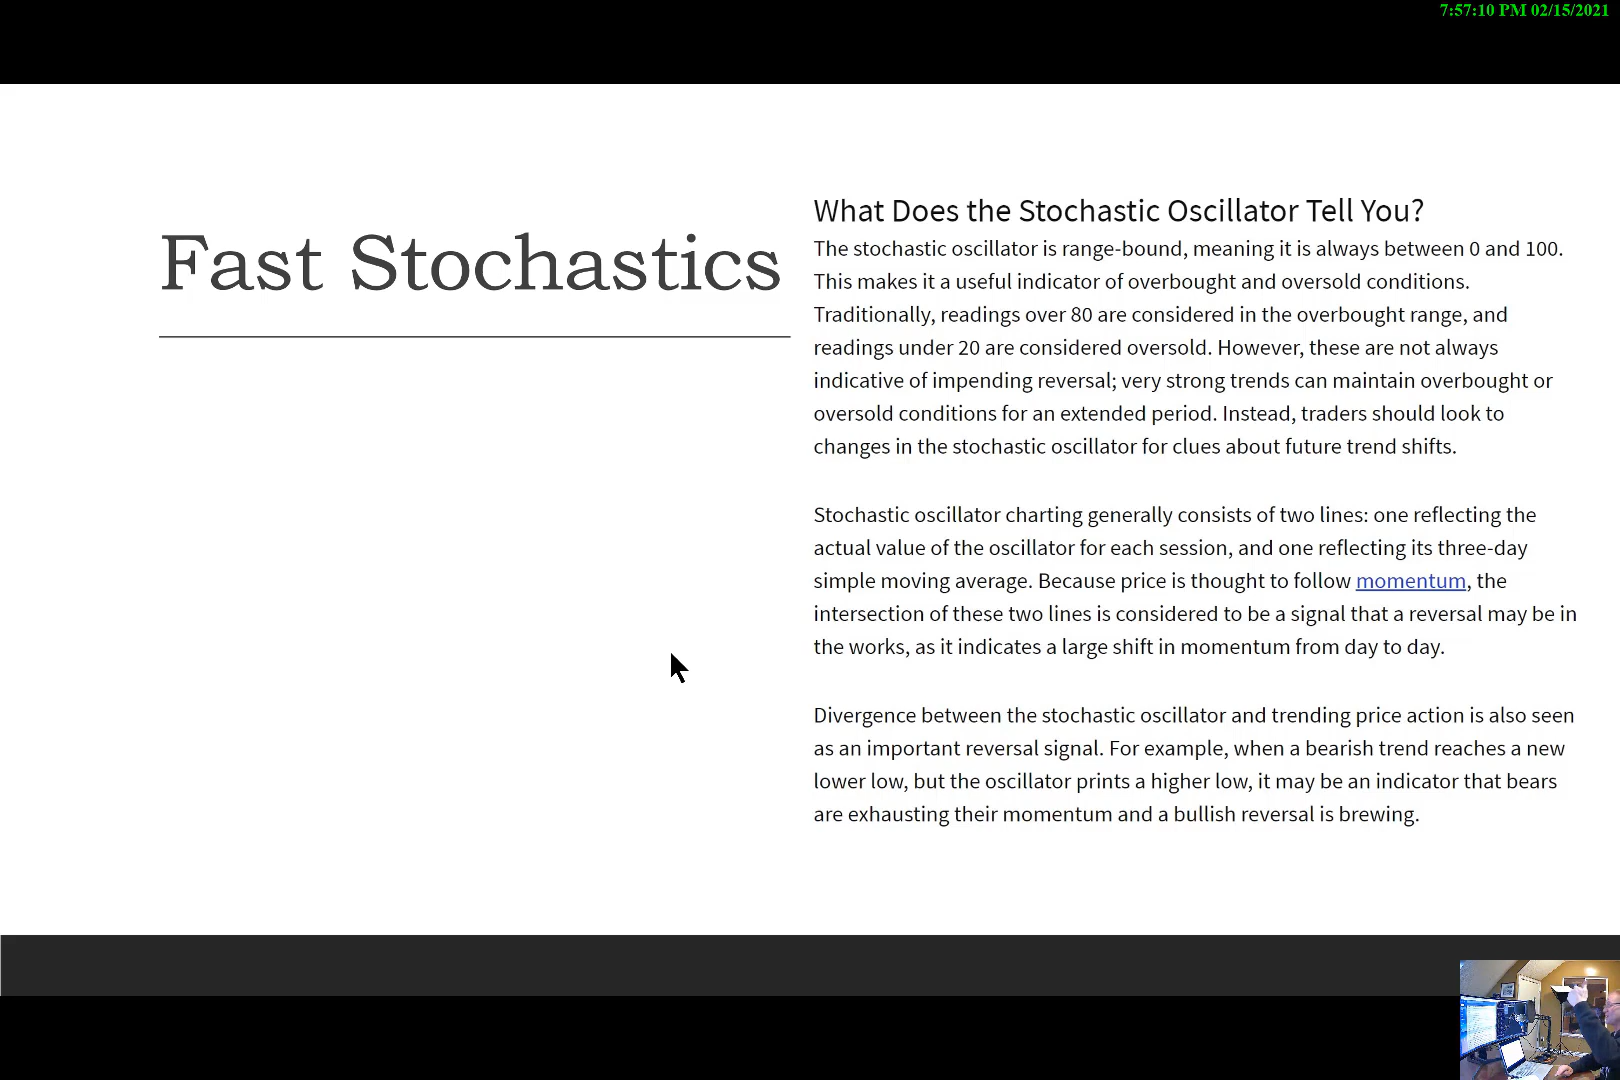 7:57:10 PM 02/15/2021
Fast Stochastics
What Does the Stochastic Oscillator Tell You?
The stochastic oscillator is range-bound, meaning it is always between 0 and 100.
This makes it a useful indicator of overbought and oversold conditions.
Traditionally, readings over 80 are considered in the overbought range, and
readings under 20 are considered oversold. However, these are not always
indicative of impending reversal; very strong trends can maintain overbought or
oversold conditions for an extended period. Instead, traders should look to
changes in the stochastic oscillator for clues about future trend shifts.
Stochastic oscillator charting generally consists of two lines: one reflecting the
actual value of the oscillator for each session, and one reflecting its three-day
simple moving average. Because price is thought to follow momentum, the
intersection of these two lines is considered to be a signal that a reversal may be in
the works, as it indicates a large shift in momentum from day to day.
Divergence between the stochastic oscillator and trending price action is also seen
as an important reversal signal. For example, when a bearish trend reaches a new
lower low, but the oscillator prints a higher low, it may be an indicator that bears
are exhausting their momentum and a bullish reversal is brewing.